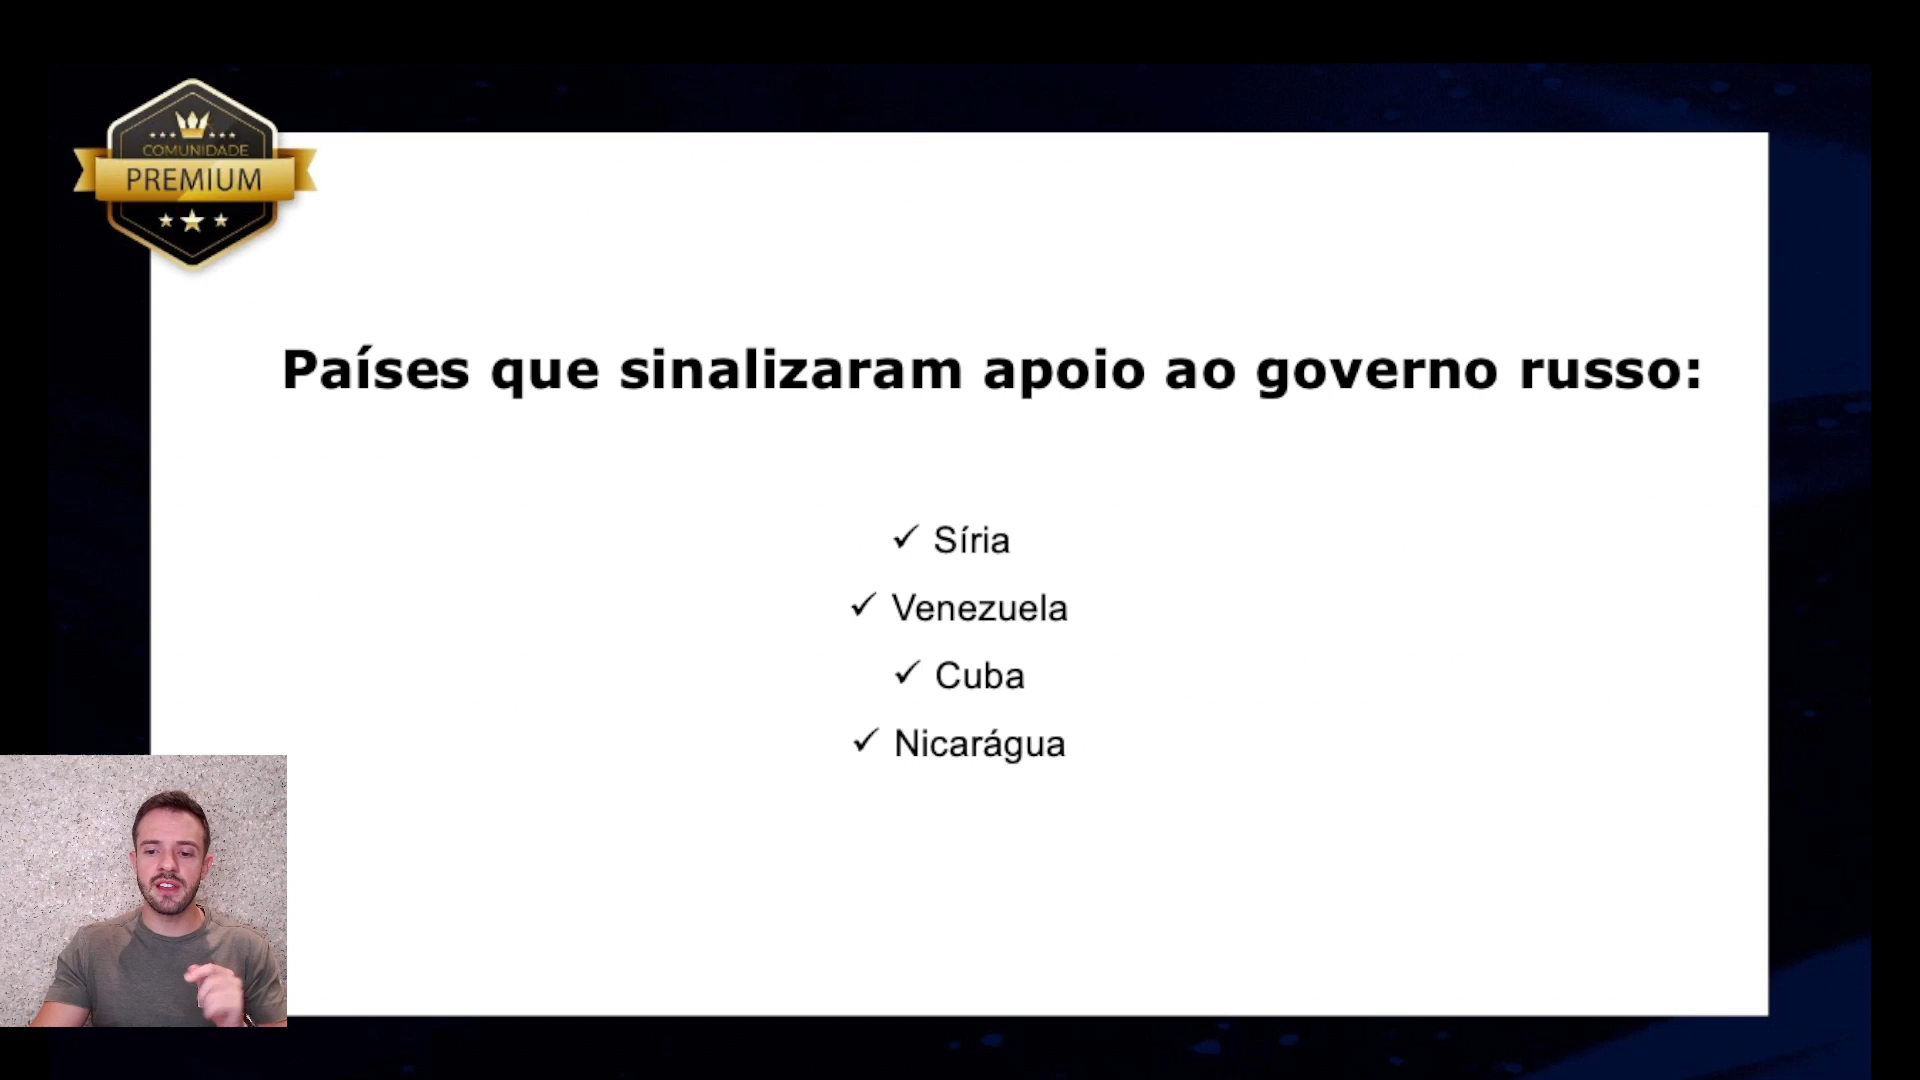 COMUNIDADE
PREMIUM
Países que sinalizaram apoio ao governo russo:
✓ Síria
✓ Venezuela
✓ Cuba
✓ Nicarágua